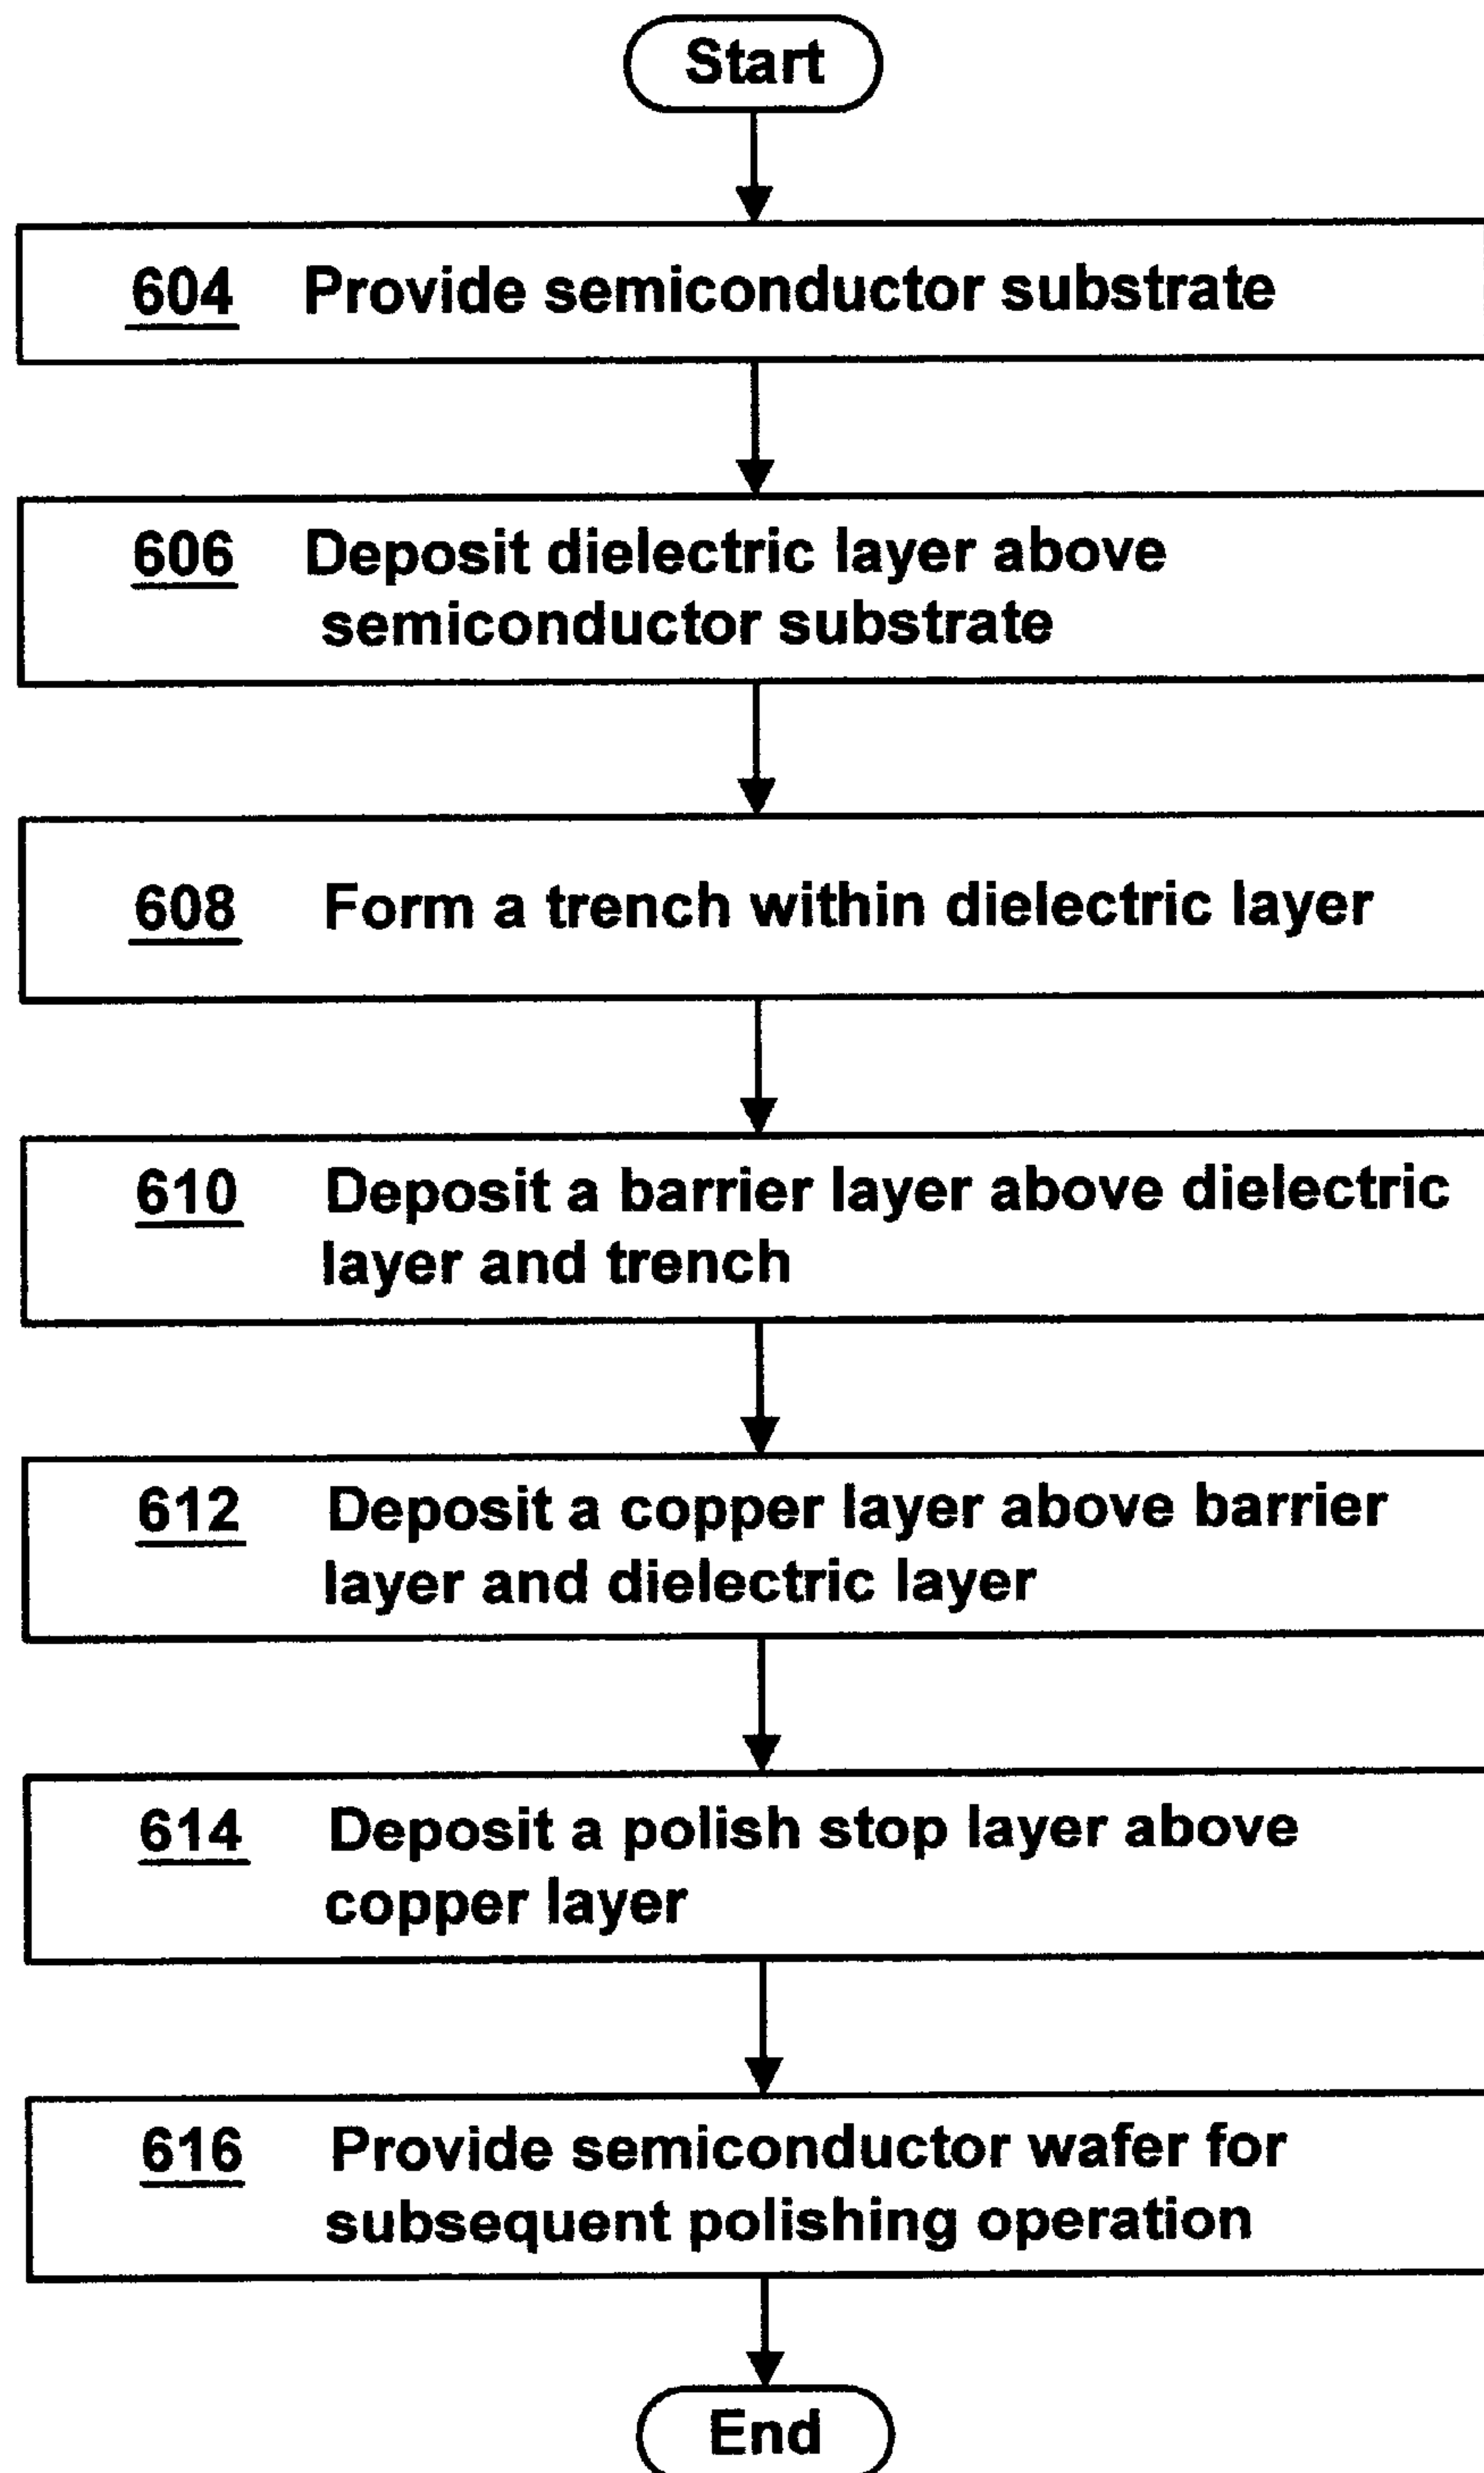 Start
604 Provide semiconductor substrate
606 Deposit dielectric layer above
semiconductor substrate
608 Form a trench within dielectric layer
610 Deposit a barrier layer above dielectric
layer and trench
612 Deposit a copper layer above barrier
layer and dielectric layer
614 Deposit a polish stop layer above
copper layer
616 Provide semiconductor wafer for
subsequent polishing operation
End